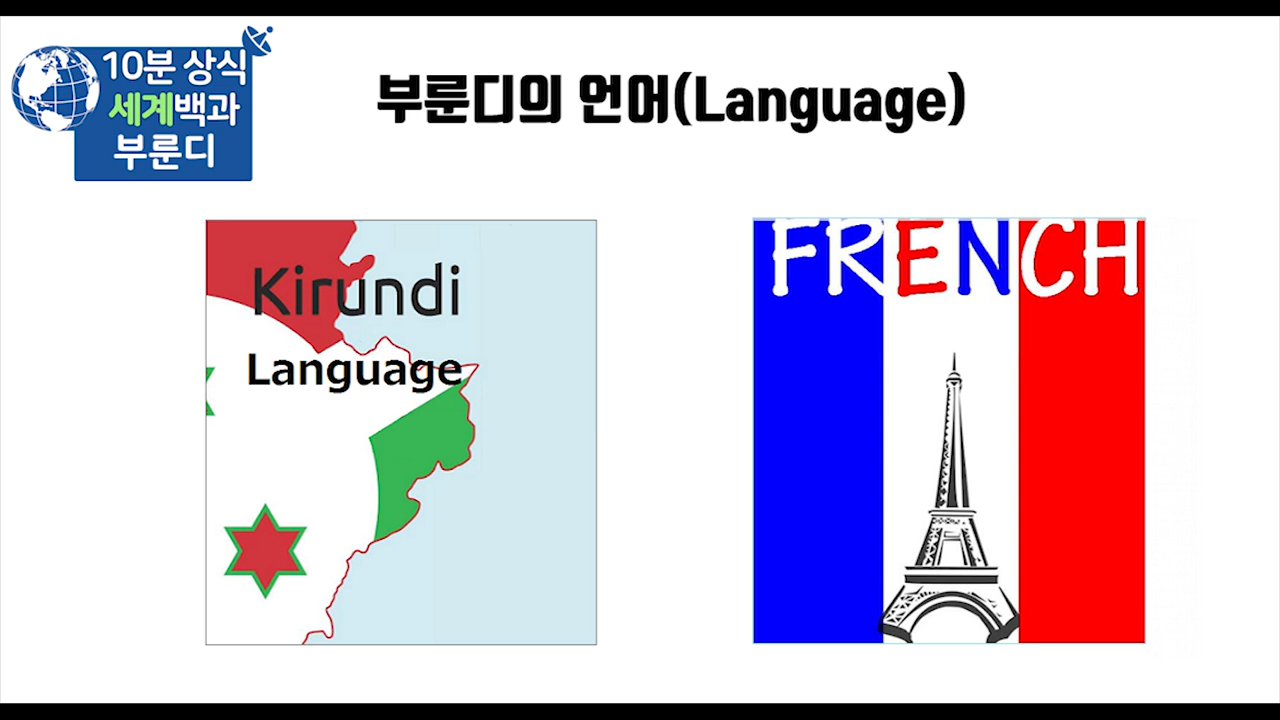 10분 상식
세계백과
부룬디
부룬디의 언어(Language)
Kirundi
Language
FRENCH